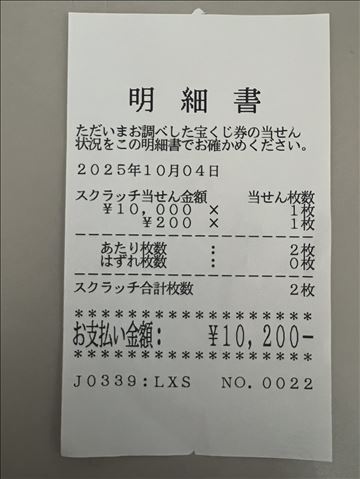 明細書
ただいまお調べした宝くじ券の当せん
状況をこの明細書でお確かめください。
2025年10月04日
スクラッチ当せん金額 当せん枚数
¥10,000 × 1枚
¥200 × 1枚
--------------------------------
あたり枚数 : 2枚
はずれ枚数 : 0枚
--------------------------------
スクラッチ合計枚数 2枚
********************
お支払い金額: ¥10,200-
********************
J0339:LXS NO.0022